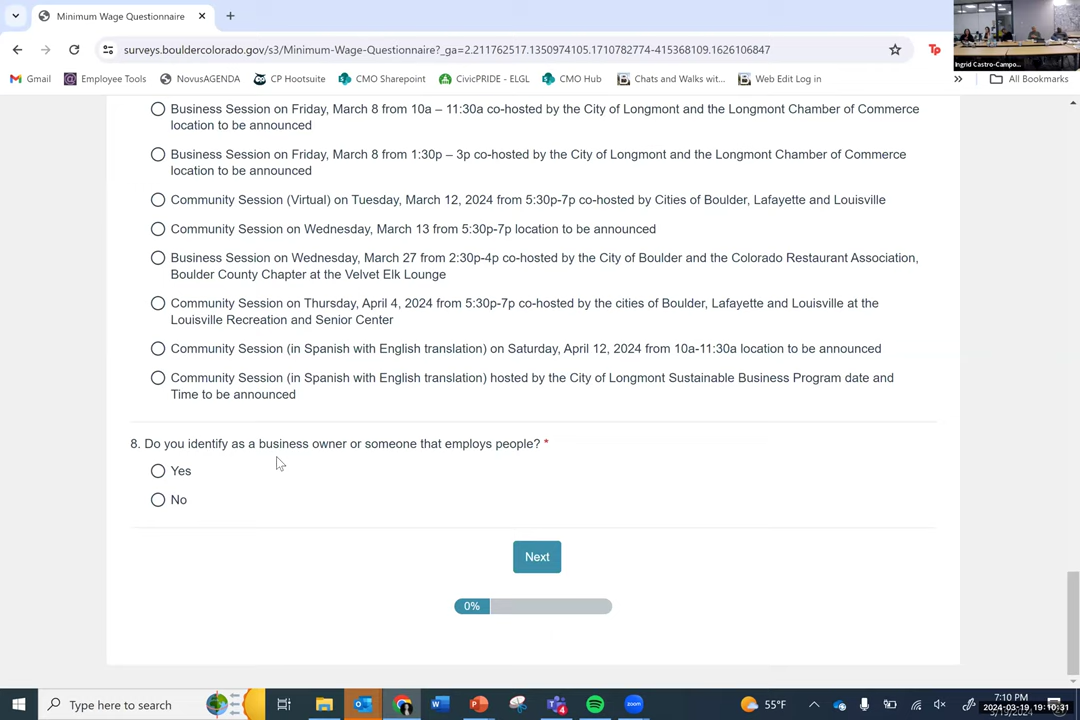 Minimum Wage Questionnaire
surveys.bouldercolorado.gov/s3/Minimum-Wage-Questionnaire?_ga=2.211762517.1350974105.1710782774-415368109.1626106847
Ingrid Castro-Campo...
Gmail
Employee Tools
NovusAGENDA
CP Hootsuite
CMO Sharepoint
CivicPRIDE - ELGL
CMO Hub
Chats and Walks wit...
Web Edit Log in
»
All Bookmarks
Business Session on Friday, March 8 from 10a – 11:30a co-hosted by the City of Longmont and the Longmont Chamber of Commerce
location to be announced
Business Session on Friday, March 8 from 1:30p – 3p co-hosted by the City of Longmont and the Longmont Chamber of Commerce
location to be announced
Community Session (Virtual) on Tuesday, March 12, 2024 from 5:30p-7p co-hosted by Cities of Boulder, Lafayette and Louisville
Community Session on Wednesday, March 13 from 5:30p-7p location to be announced
Business Session on Wednesday, March 27 from 2:30p-4p co-hosted by the City of Boulder and the Colorado Restaurant Association,
Boulder County Chapter at the Velvet Elk Lounge
Community Session on Thursday, April 4, 2024 from 5:30p-7p co-hosted by the cities of Boulder, Lafayette and Louisville at the
Louisville Recreation and Senior Center
Community Session (in Spanish with English translation) on Saturday, April 12, 2024 from 10a-11:30a location to be announced
Community Session (in Spanish with English translation) hosted by the City of Longmont Sustainable Business Program date and
Time to be announced
8. Do you identify as a business owner or someone that employs people? *
Yes
No
Next
0%
Type here to search
zoom
55°F
7:10 PM
2024-03-19 19:10:31